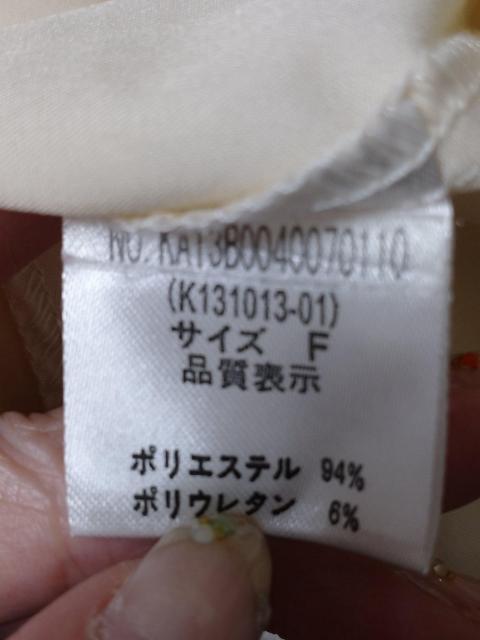 NO. KA13B0040070110
(K131013-01)
サイズ F
品質表示
ポリエステル 94%
ポリウレタン 6%